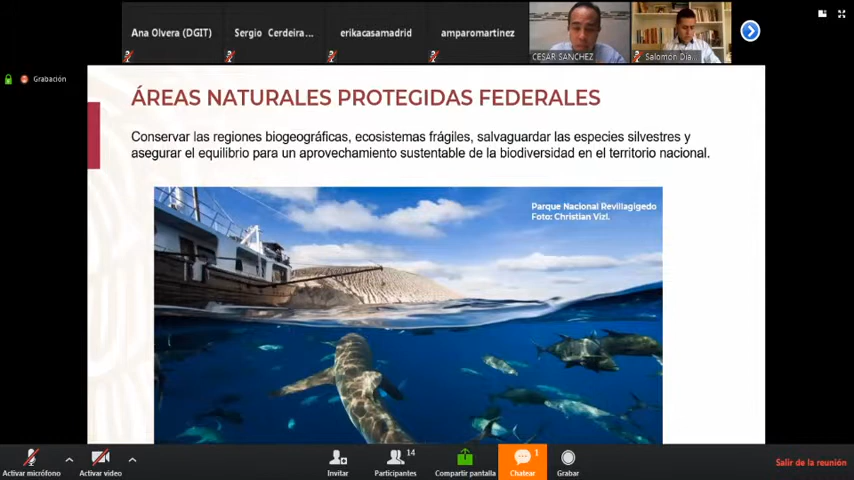 Ana Olvera (DGIT)
Sergio Cerdeira...
erikacasamadrid
amparomartinez
CESAR SANCHEZ
Salomon Dia...
Grabación
ÁREAS NATURALES PROTEGIDAS FEDERALES
Conservar las regiones biogeográficas, ecosistemas frágiles, salvaguardar las especies silvestres y
asegurar el equilibrio para un aprovechamiento sustentable de la biodiversidad en el territorio nacional.
Parque Nacional Revillagigedo
Foto: Christian Vizl.
Activar micrófono
Activar video
Invitar
14
Participantes
Compartir pantalla
1
Chatear
Grabar
Salir de la reunión